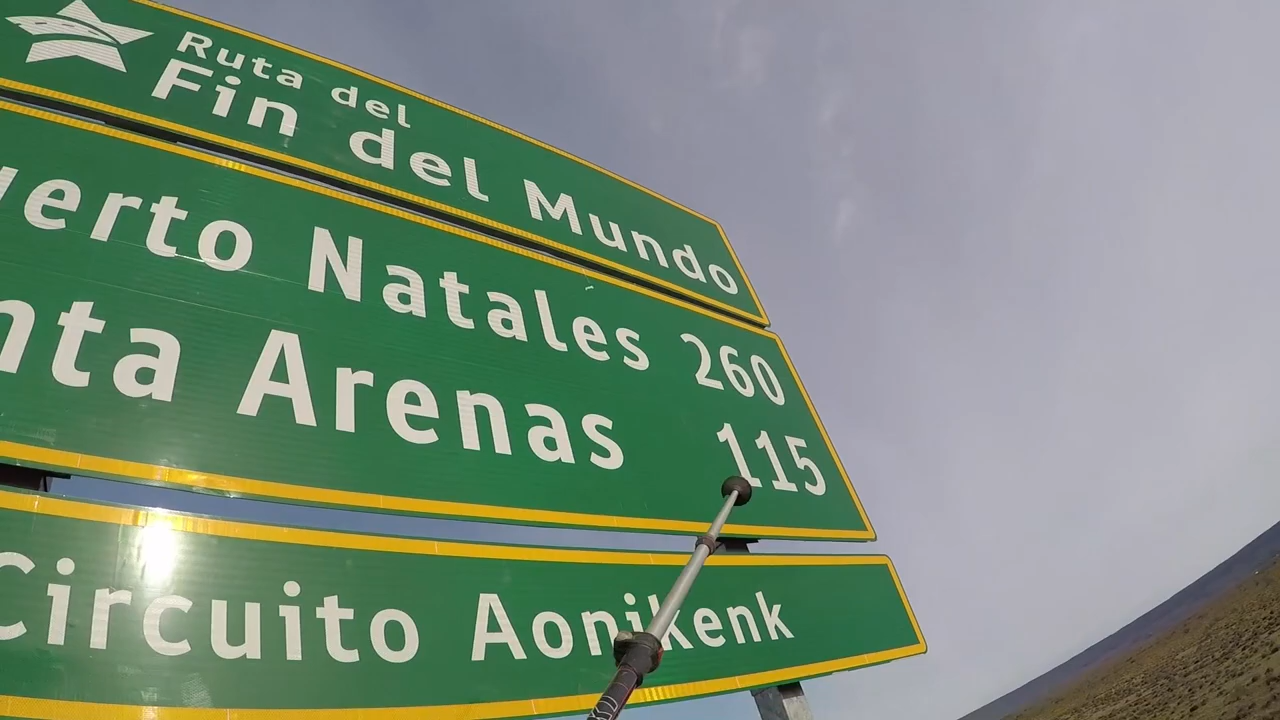 Ruta del
Fin del Mundo
erto Natales 260
nta Arenas 115
Circuito Aonikenk